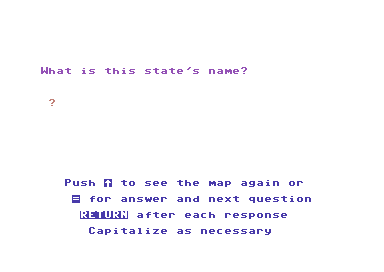 What is this state's name?
?
Push ↑ to see the map again or
= for answer and next question
RETURN after each response
Capitalize as necessary